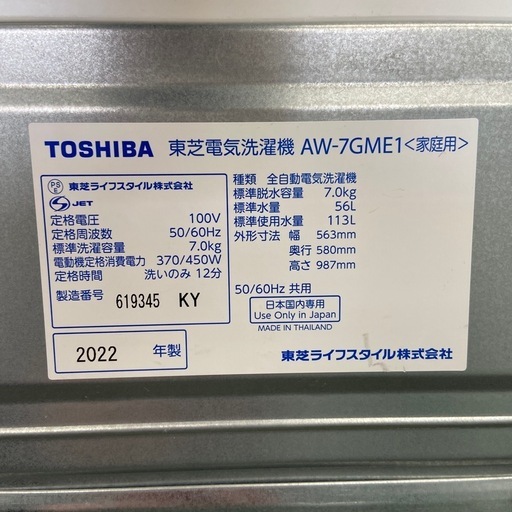 TOSHIBA 東芝電気洗濯機 AW-7GME1<家庭用>
PS E 東芝ライフスタイル株式会社
S JET
定格電圧 100V
定格周波数 50/60Hz
標準洗濯容量 7.0kg
電動機定格消費電力 370/450W
定格時間 洗いのみ 12分
製造番号 619345 KY
2022 年製
種類 全自動電気洗濯機
標準脱水容量 7.0kg
標準水量 56L
標準使用水量 113L
外形寸法 幅 563mm
奥行 580mm
高さ 987mm
50/60Hz 共用
日本国内専用
Use Only in Japan
MADE IN THAILAND
東芝ライフスタイル株式会社